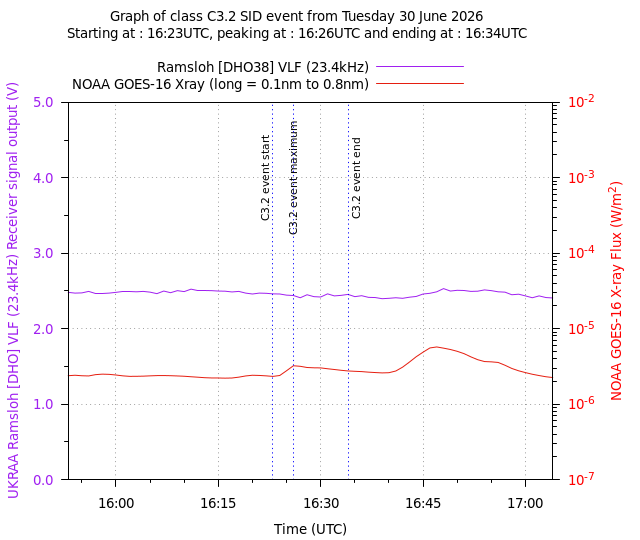 Graph of class C3.2 SID event from Tuesday 30 June 2026
Starting at : 16:23UTC, peaking at : 16:26UTC and ending at : 16:34UTC
Ramsloh [DHO38] VLF (23.4kHz)
NOAA GOES-16 Xray (long = 0.1nm to 0.8nm)
UKRAA Ramsloh [DHO] VLF (23.4kHz) Receiver signal output (V)
5.0
4.0
3.0
2.0
1.0
0.0
C3.2 event start
C3.2 event maximum
C3.2 event end
10-2
10-3
10-4
10-5
10-6
10-7
NOAA GOES-16 X-ray Flux (W/m2)
16:00
16:15
16:30
16:45
17:00
Time (UTC)